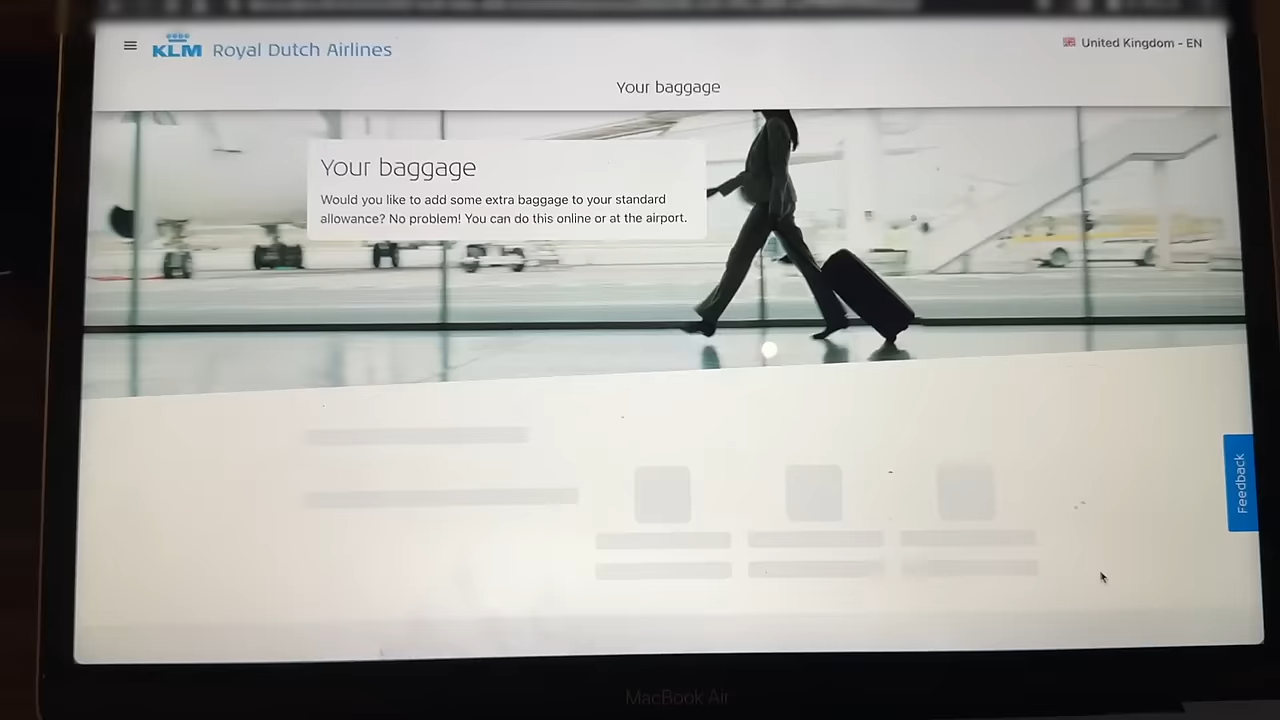 KLM Royal Dutch Airlines
United Kingdom - EN
Your baggage
Your baggage
Would you like to add some extra baggage to your standard
allowance? No problem! You can do this online or at the airport.
Feedback
MacBook Air